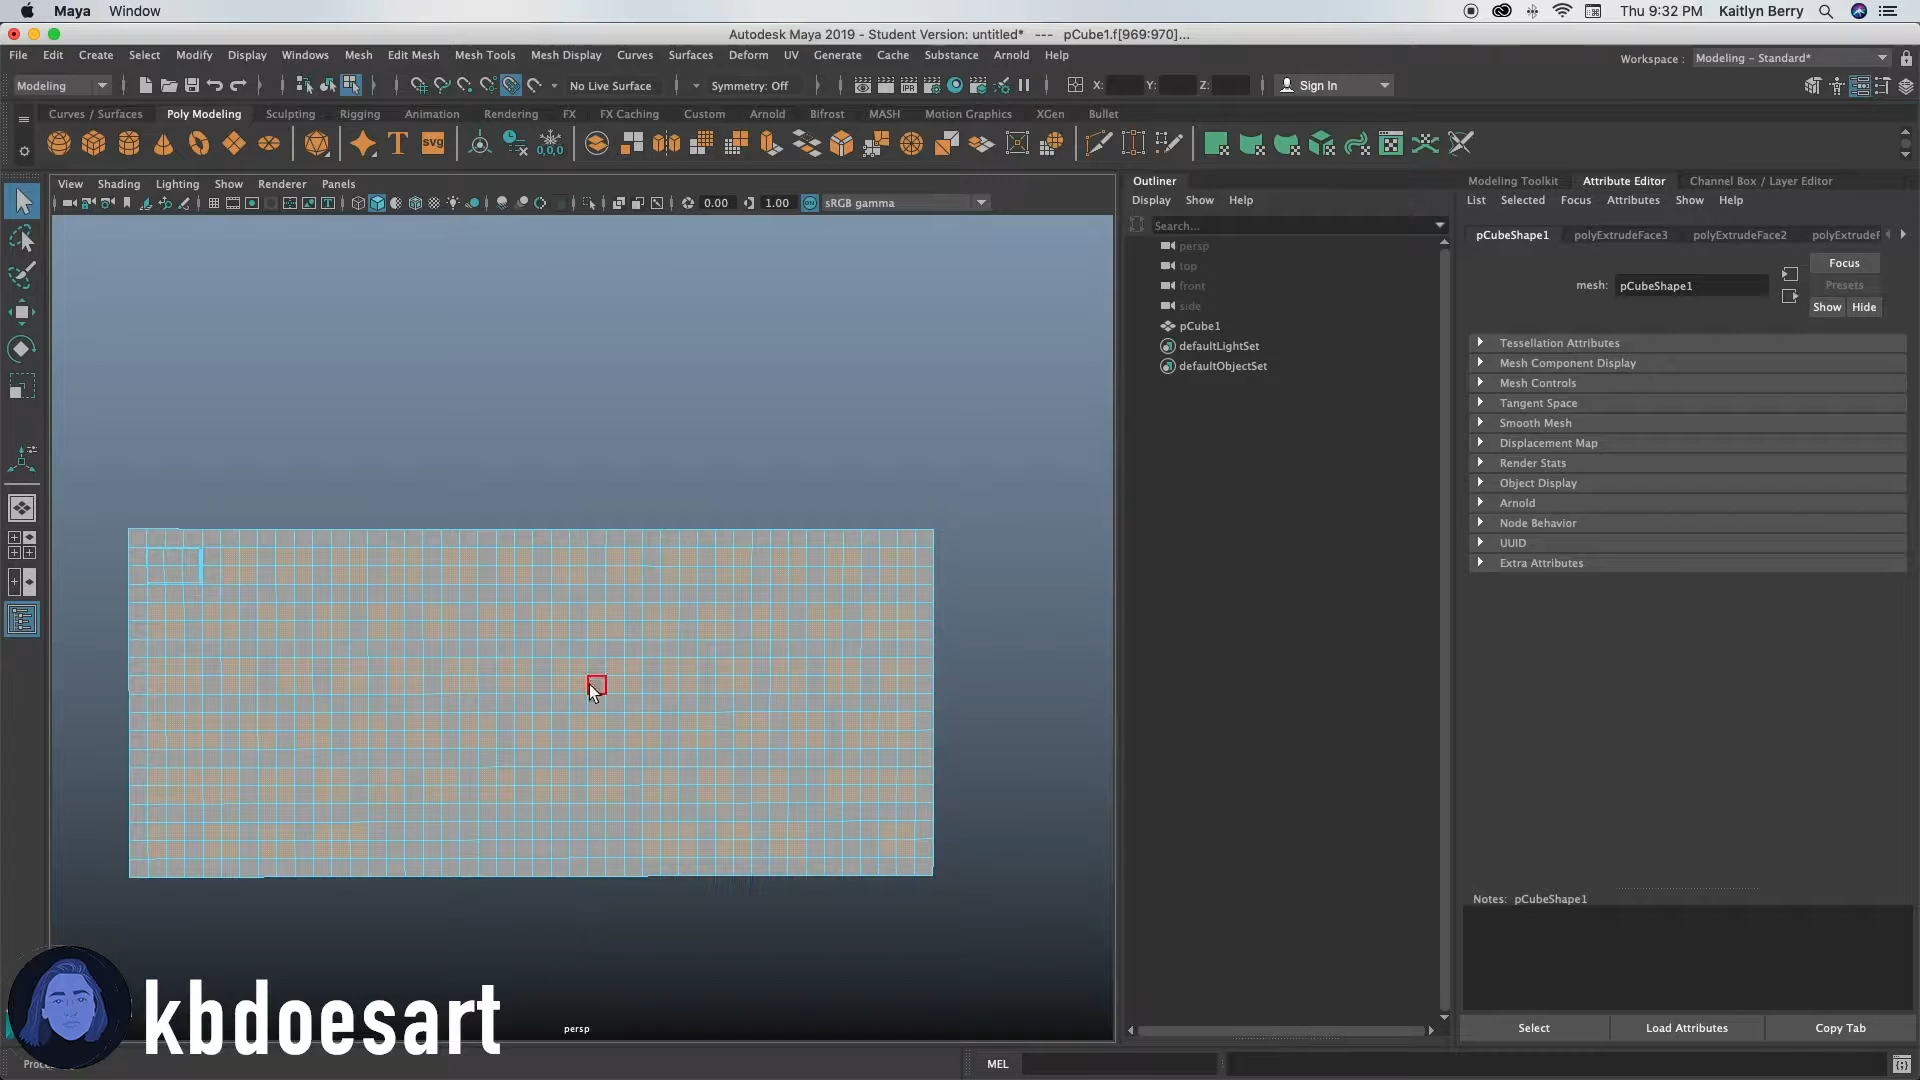 Maya Window
Thu 9:32 PM Kaitlyn Berry
Autodesk Maya 2019 - Student Version: untitled* --- pCube1.f[969:970]...
File Edit Create Select Modify Display Windows Mesh Edit Mesh Mesh Tools Mesh Display Curves Surfaces Deform UV Generate Cache Substance Arnold Help
Workspace : Modeling - Standard*
Modeling No Live Surface Symmetry: Off X: Y: Z: Sign In
Curves / Surfaces Poly Modeling Sculpting Rigging Animation Rendering FX FX Caching Custom Arnold Bifrost MASH Motion Graphics XGen Bullet
T SVG 0,0,0
View Shading Lighting Show Renderer Panels
IPR
0.00 1.00 ON sRGB gamma
Outliner
Display Show Help
Search...
persp
top
front
side
pCube1
defaultLightSet
defaultObjectSet
Modeling Toolkit Attribute Editor Channel Box / Layer Editor
List Selected Focus Attributes Show Help
pCubeShape1 polyExtrudeFace3 polyExtrudeFace2 polyExtrudeF
Focus
mesh: pCubeShape1
Presets
Show Hide
Tessellation Attributes
Mesh Component Display
Mesh Controls
Tangent Space
Smooth Mesh
Displacement Map
Render Stats
Object Display
Arnold
Node Behavior
UUID
Extra Attributes
Notes: pCubeShape1
Select Load Attributes Copy Tab
kbdoesart
persp
MEL